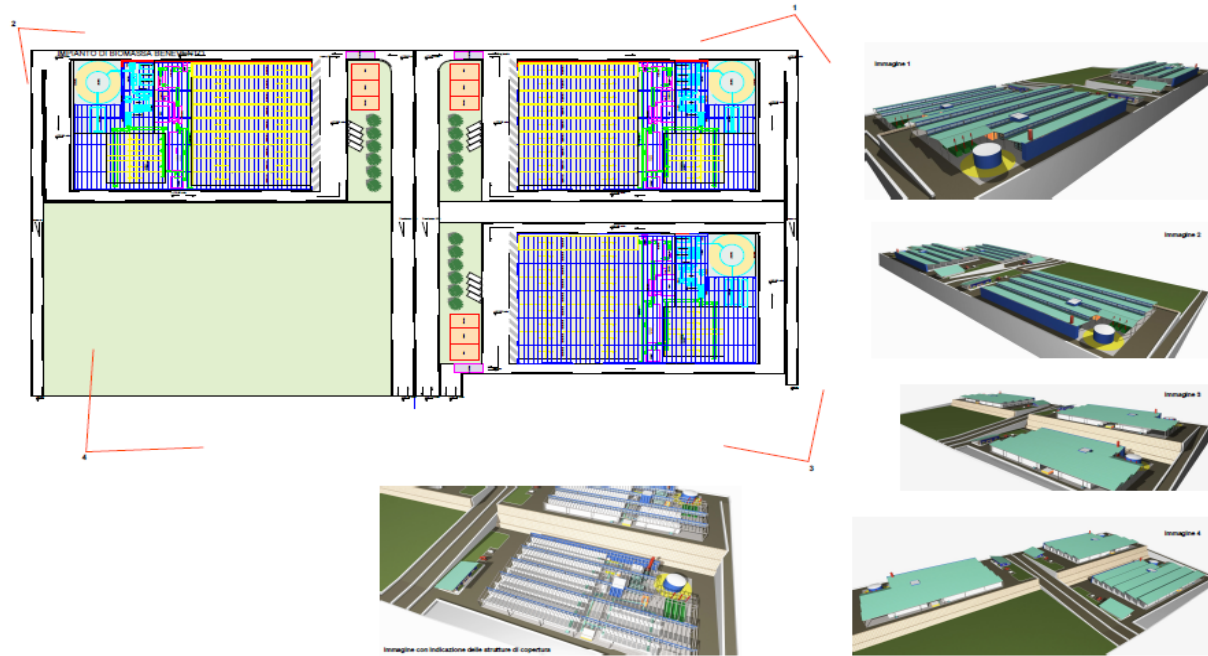 2
1
IMPIANTO DI BIOMASSA BENEVENTO
Immagine 1
Immagine 2
Immagine 3
4
3
Immagine 4
Immagine con indicazione delle strutture di copertura